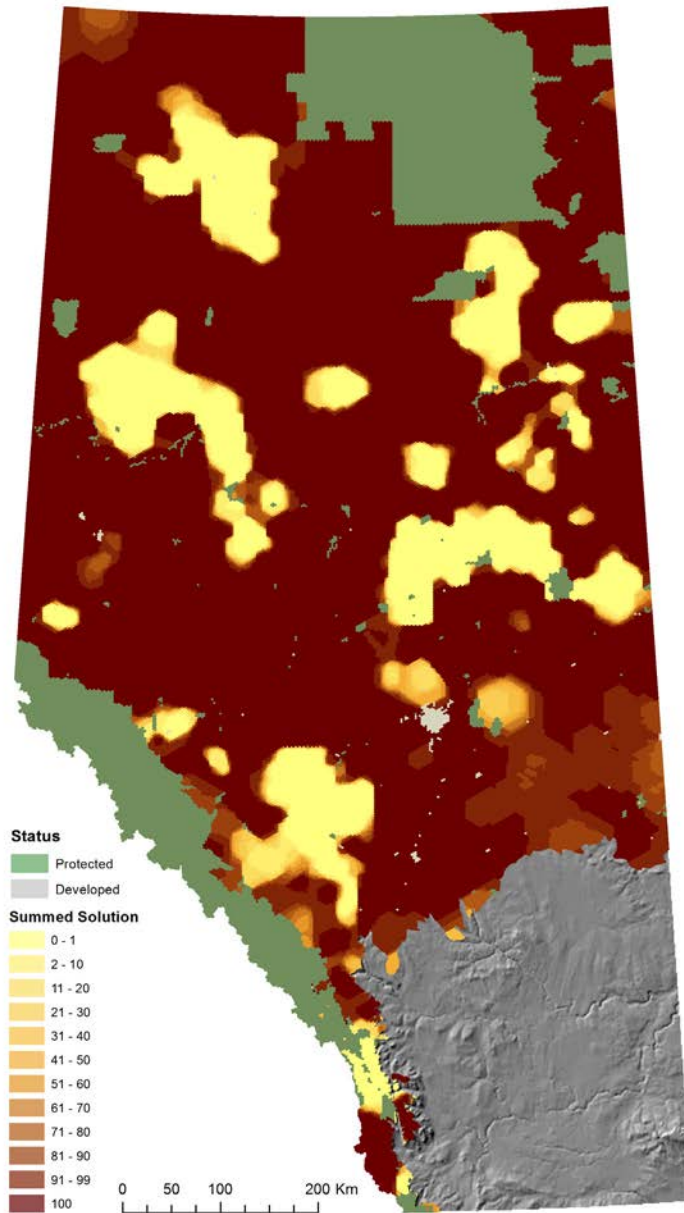 Status
Protected
Developed
Summed Solution
0 - 1
2 - 10
11 - 20
21 - 30
31 - 40
41 - 50
51 - 60
61 - 70
71 - 80
81 - 90
91 - 99
100
0 50 100 200 Km